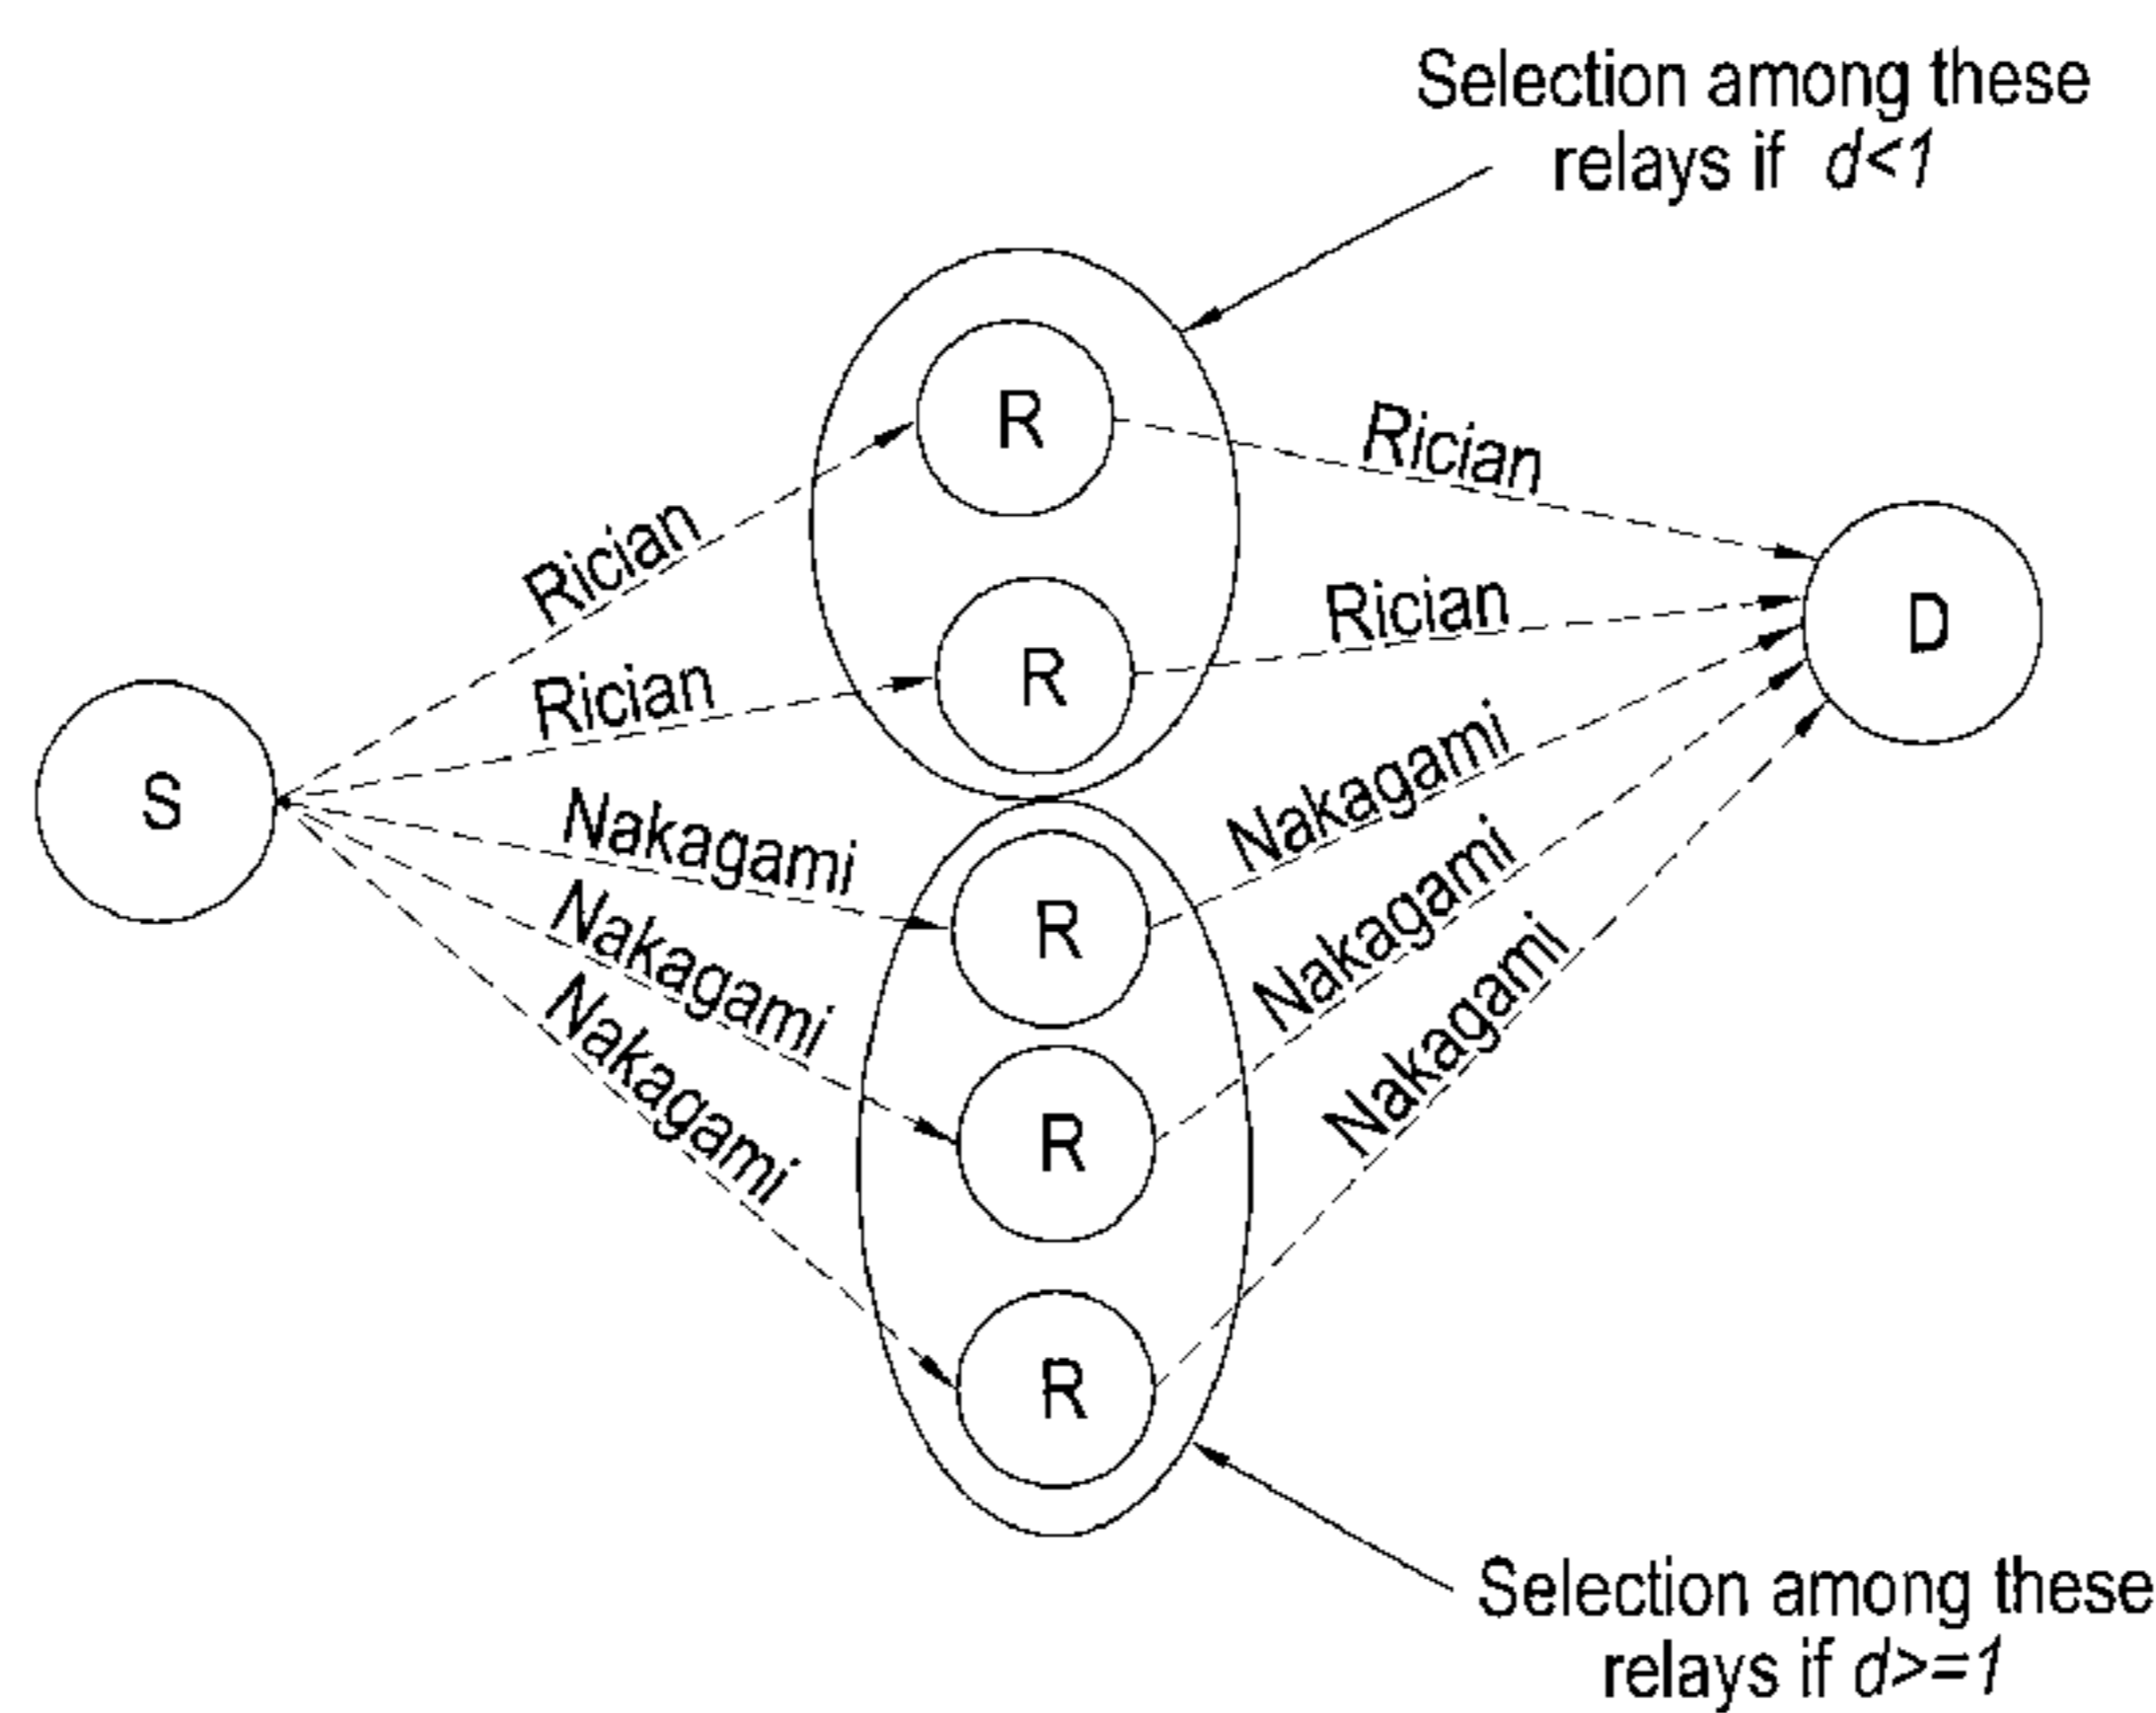 Selection among these
relays if d<1
R
Rician
Rician
R
Rician
Rician
D
S
Nakagami
Nakagami
R
Nakagami
Nakagami
R
Nakagami
Nakagami
R
Selection among these
relays if d>=1